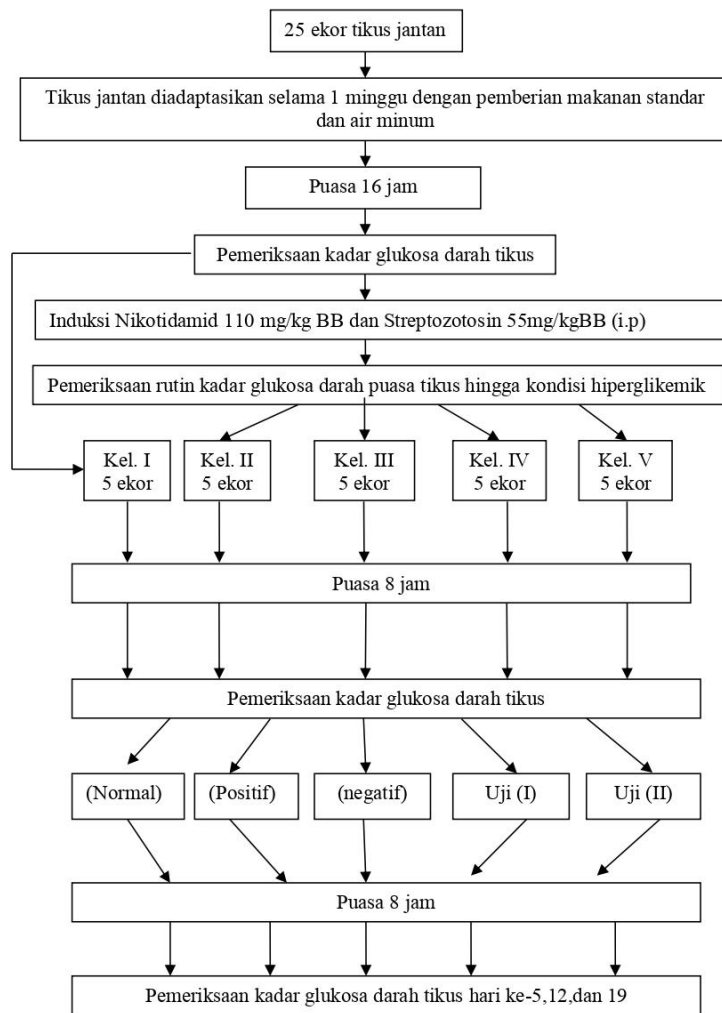 25 ekor tikus jantan
Tikus jantan diadaptasikan selama 1 minggu dengan pemberian makanan standar
dan air minum
Puasa 16 jam
Pemeriksaan kadar glukosa darah tikus
Induksi Nikotidamid 110 mg/kg BB dan Streptozotosin 55mg/kgBB (i.p)
Pemeriksaan rutin kadar glukosa darah puasa tikus hingga kondisi hiperglikemik
Kel. I
5 ekor
Kel. II
5 ekor
Kel. III
5 ekor
Kel. IV
5 ekor
Kel. V
5 ekor
Puasa 8 jam
Pemeriksaan kadar glukosa darah tikus
(Normal)
(Positif)
(negatif)
Uji (I)
Uji (II)
Puasa 8 jam
Pemeriksaan kadar glukosa darah tikus hari ke-5,12,dan 19